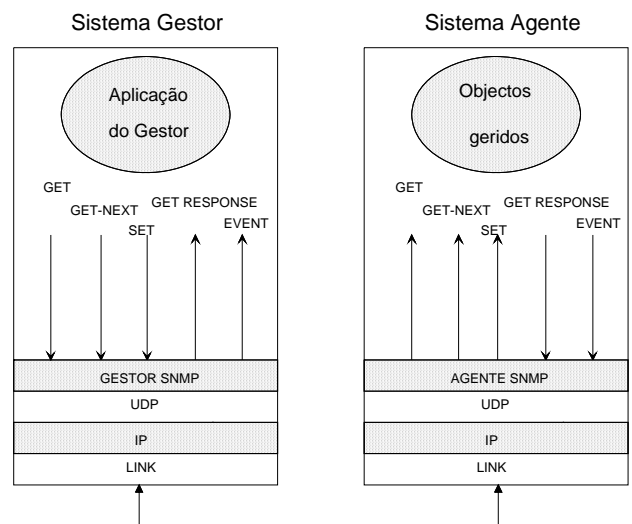 Sistema Gestor
Aplicação
do Gestor
GET
GET-NEXT
SET
GET RESPONSE
EVENT
GESTOR SNMP
UDP
IP
LINK
Sistema Agente
Objectos
geridos
GET
GET-NEXT
SET
GET RESPONSE
EVENT
AGENTE SNMP
UDP
IP
LINK